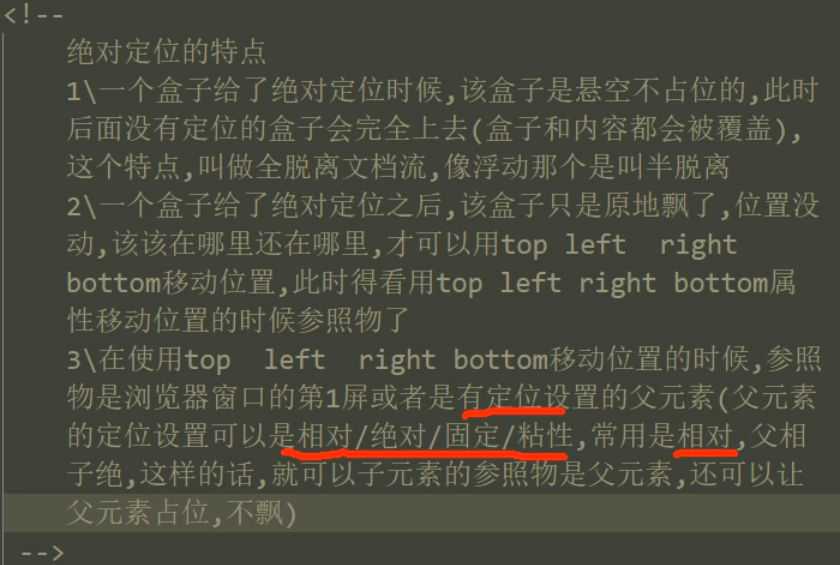 <!--
绝对定位的特点
1\一个盒子给了绝对定位时候,该盒子是悬空不占位的,此时
后面没有定位的盒子会完全上去(盒子和内容都会被覆盖),
这个特点,叫做全脱离文档流,像浮动那个是叫半脱离
2\一个盒子给了绝对定位之后,该盒子只是原地飘了,位置没
动,该该在哪里还在哪里,才可以用top left  right
bottom移动位置,此时得看用top left right bottom属
性移动位置的时候参照物了
3\在使用top  left  right bottom移动位置的时候,参照
物是浏览器窗口的第1屏或者是有定位设置的父元素(父元素
的定位设置可以是相对/绝对/固定/粘性,常用是相对,父相
子绝,这样的话,就可以子元素的参照物是父元素,还可以让
父元素占位,不飘)
-->